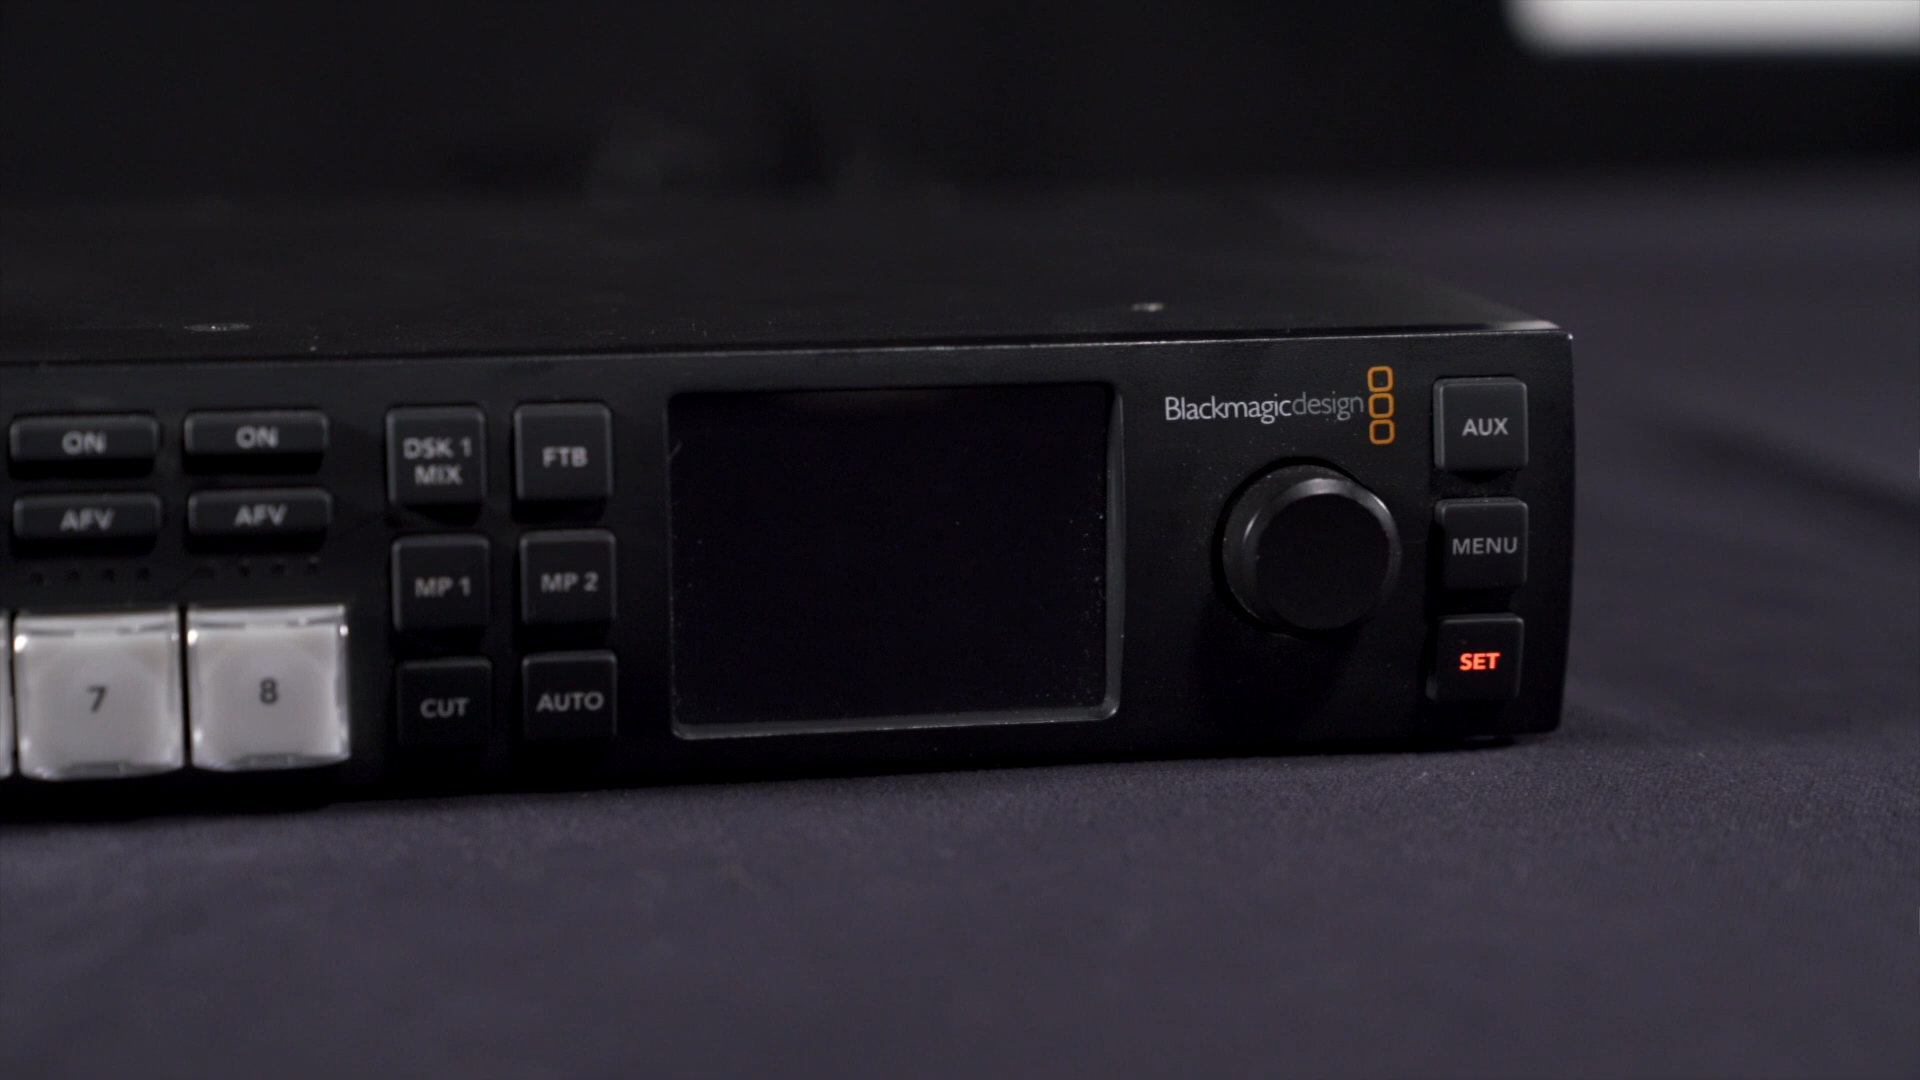 Blackmagicdesign
ON
ON
AFV
AFV
DSK 1
MIX
FTB
MP 1
MP 2
CUT
AUTO
7
8
AUX
MENU
SET